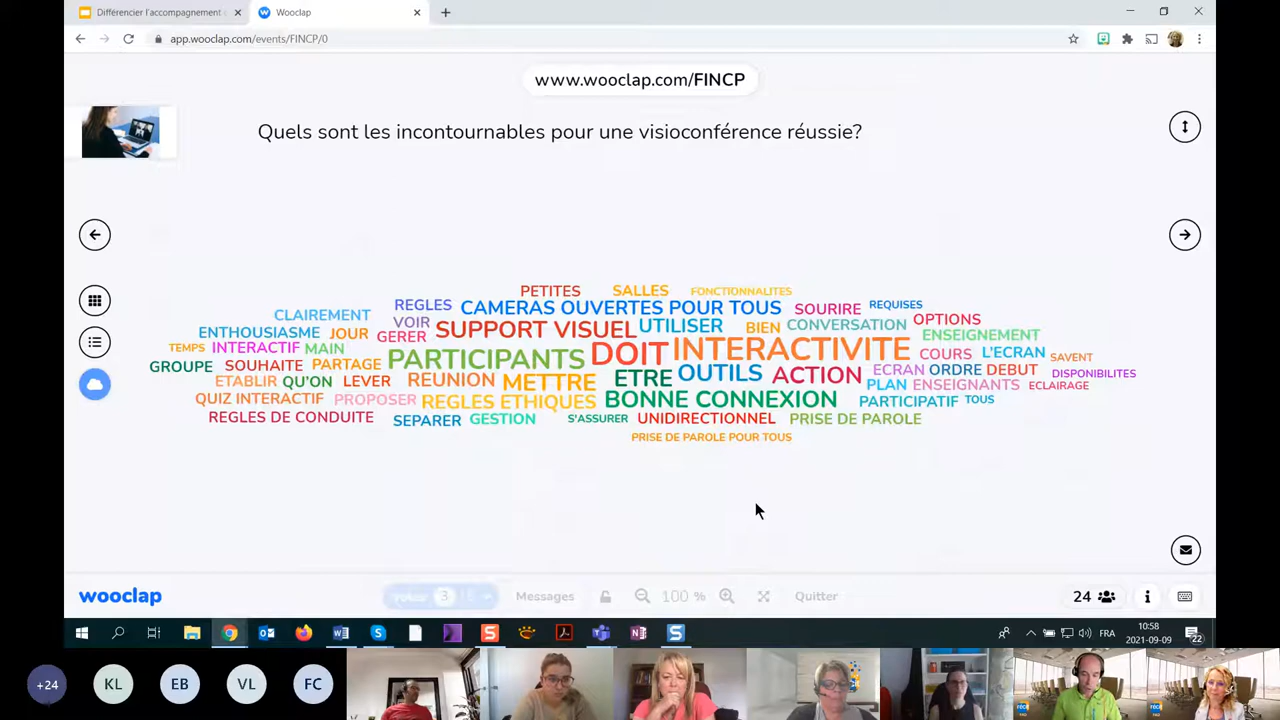 Différencier l'accompagnement
Wooclap
app.wooclap.com/events/FINCP/0
www.wooclap.com/FINCP
Quels sont les incontournables pour une visioconférence réussie?
PETITES SALLES FONCTIONNALITES
CLAIREMENT REGLES CAMERAS OUVERTES POUR TOUS SOURIRE REQUISES
ENTHOUSIASME JOUR VOIR GERER SUPPORT VISUEL UTILISER BIEN CONVERSATION OPTIONS ENSEIGNEMENT
TEMPS INTERACTIF MAIN PARTICIPANTS DOIT INTERACTIVITE COURS L'ECRAN SAVENT
GROUPE SOUHAITE PARTAGE REUNION METTRE ETRE OUTILS ACTION ECRAN ORDRE DEBUT DISPONIBILITES
ETABLIR QU'ON LEVER PLAN ENSEIGNANTS ECLAIRAGE
QUIZ INTERACTIF PROPOSER REGLES ETHIQUES BONNE CONNEXION PARTICIPATIF TOUS
REGLES DE CONDUITE SEPARER GESTION S'ASSURER UNIDIRECTIONNEL PRISE DE PAROLE
PRISE DE PAROLE POUR TOUS
wooclap 3 Messages 100 % Quitter 24
FRA 10:58
2021-09-09 22
+24 KL EB VL FC